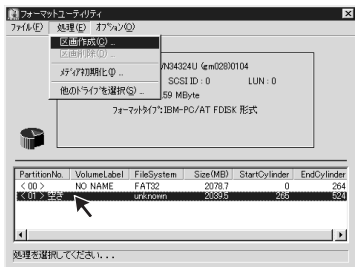 フォーマットユーティリティ
ファイル(F) 処理(E) オプション(O)
区画作成(C) ...
区画削除(D) ...
メディア初期化(I) ...
他のドライブを選択(S) ...
VN34324U (gm028)0104
SCSI ID : 0 LUN : 0
.59 MByte
フォーマットタイプ:IBM-PC/AT FDISK 形式
PartitionNo. VolumeLabel FileSystem Size(MB) StartCylinder EndCylinder
< 00 > NO NAME FAT32 2078.7 0 264
< 01 > 空き unknown 2039.5 265 524
処理を選択してください...